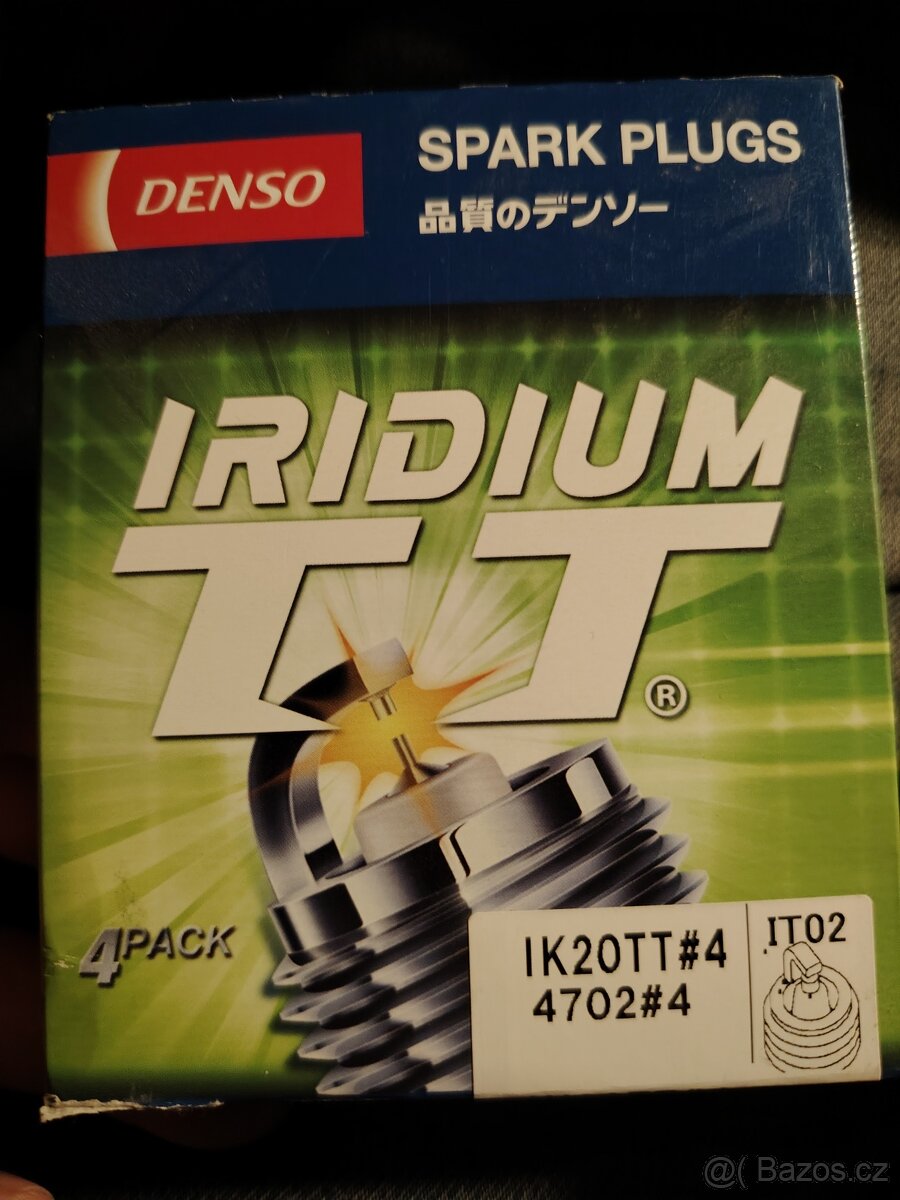 DENSO
SPARK PLUGS
品質のデンソー
IRIDIUM
TT®
4PACK
IK20TT#4
4702#4
IT02
@( Bazos.cz